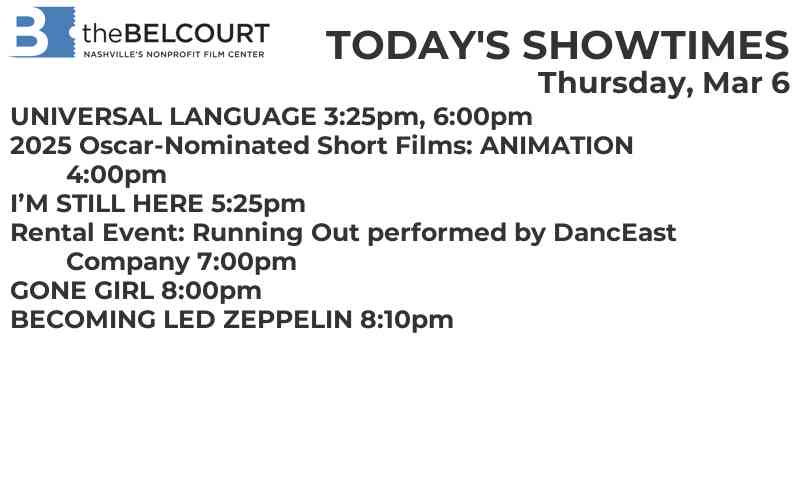 B
theBELCOURT
NASHVILLE'S NONPROFIT FILM CENTER
TODAY'S SHOWTIMES
Thursday, Mar 6
UNIVERSAL LANGUAGE 3:25pm, 6:00pm
2025 Oscar-Nominated Short Films: ANIMATION
4:00pm
I’M STILL HERE 5:25pm
Rental Event: Running Out performed by DancEast
Company 7:00pm
GONE GIRL 8:00pm
BECOMING LED ZEPPELIN 8:10pm